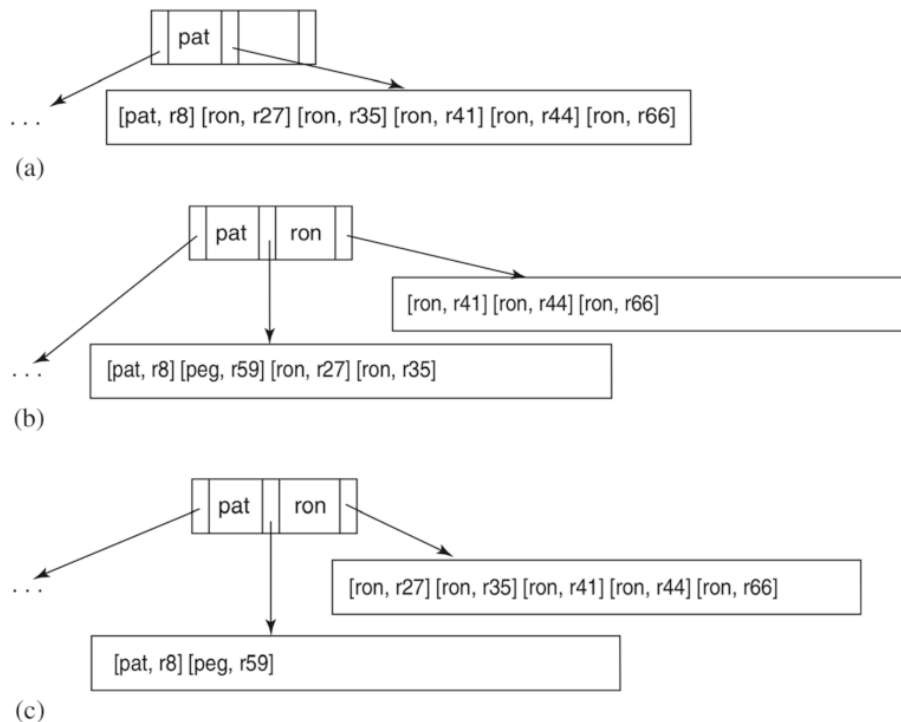 pat
[pat, r8] [ron, r27] [ron, r35] [ron, r41] [ron, r44] [ron, r66]
. . .
(a)
pat ron
[ron, r41] [ron, r44] [ron, r66]
[pat, r8] [peg, r59] [ron, r27] [ron, r35]
. . .
(b)
pat ron
[ron, r27] [ron, r35] [ron, r41] [ron, r44] [ron, r66]
. . .
[pat, r8] [peg, r59]
(c)